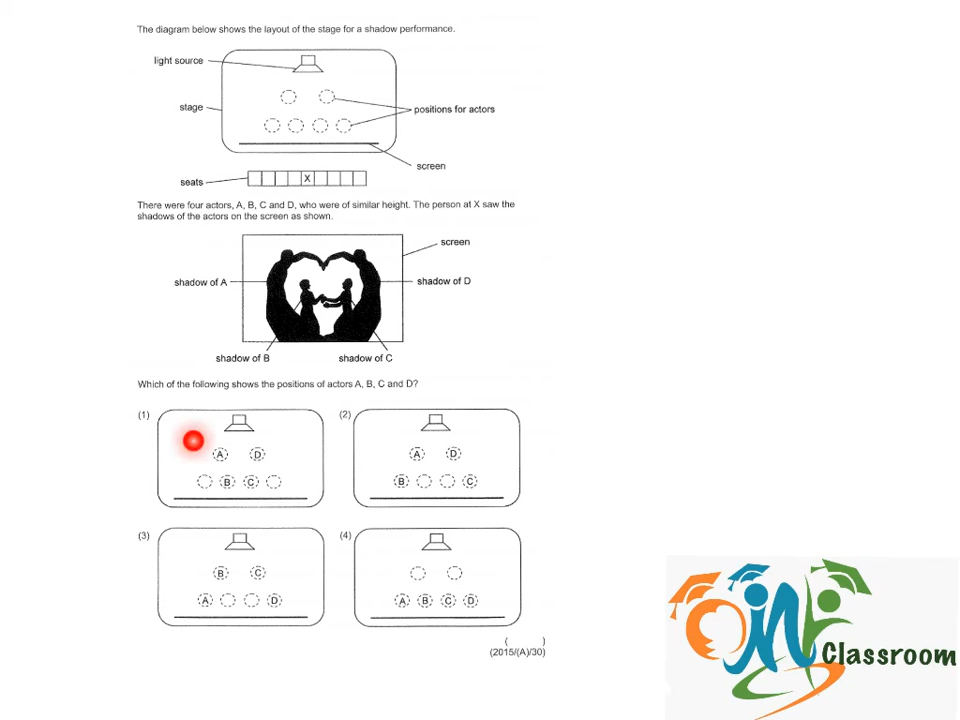 The diagram below shows the layout of the stage for a shadow performance.
light source
stage
positions for actors
screen
seats
X
There were four actors, A, B, C and D, who were of similar height. The person at X saw the
shadows of the actors on the screen as shown.
screen
shadow of A
shadow of D
shadow of B
shadow of C
Which of the following shows the positions of actors A, B, C and D?
(1)
A D
B C
(2)
A D
B C
(3)
B C
A D
(4)
A B C D
( )
(2015/(A)/30)
OINF
Classroom